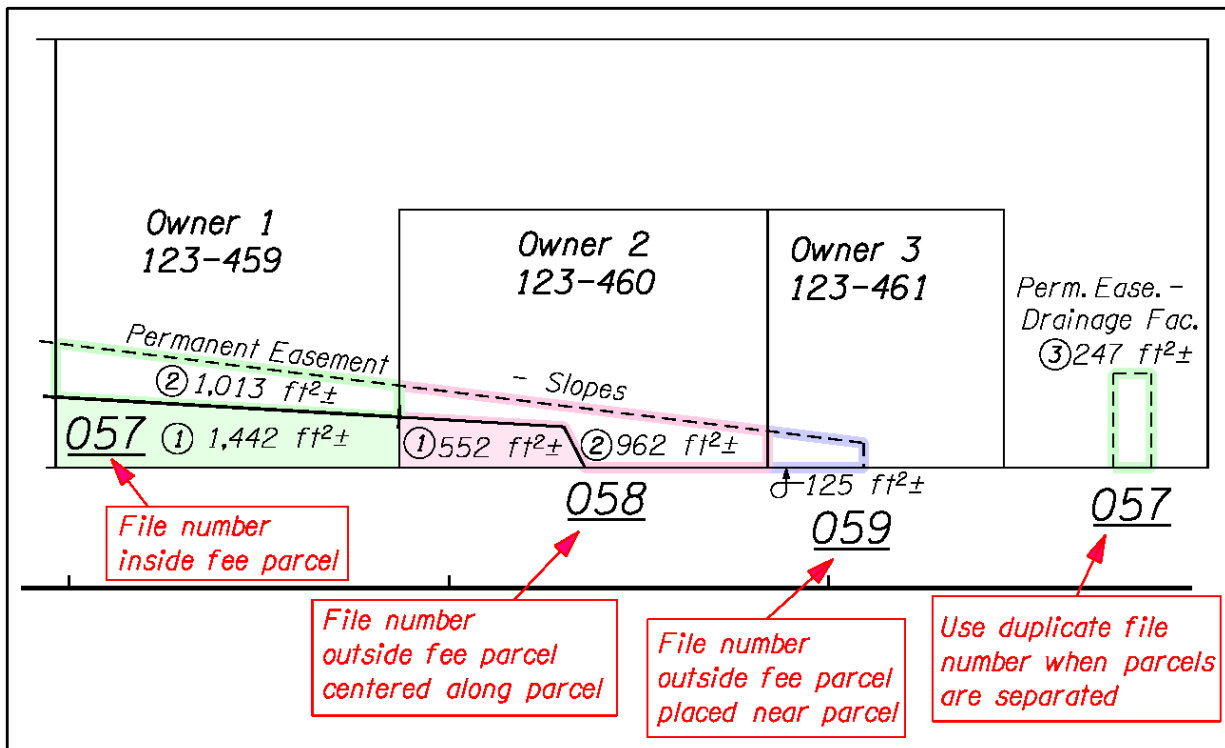 Owner 1
123-459
Owner 2
123-460
Owner 3
123-461
Perm. Ease. -
Drainage Fac.
③ 247 ft²±
Permanent Easement - Slopes
② 1,013 ft²±
057 ① 1,442 ft²±
① 552 ft²±
② 962 ft²±
125 ft²±
058
059
057
File number
inside fee parcel
File number
outside fee parcel
centered along parcel
File number
outside fee parcel
placed near parcel
Use duplicate file
number when parcels
are separated